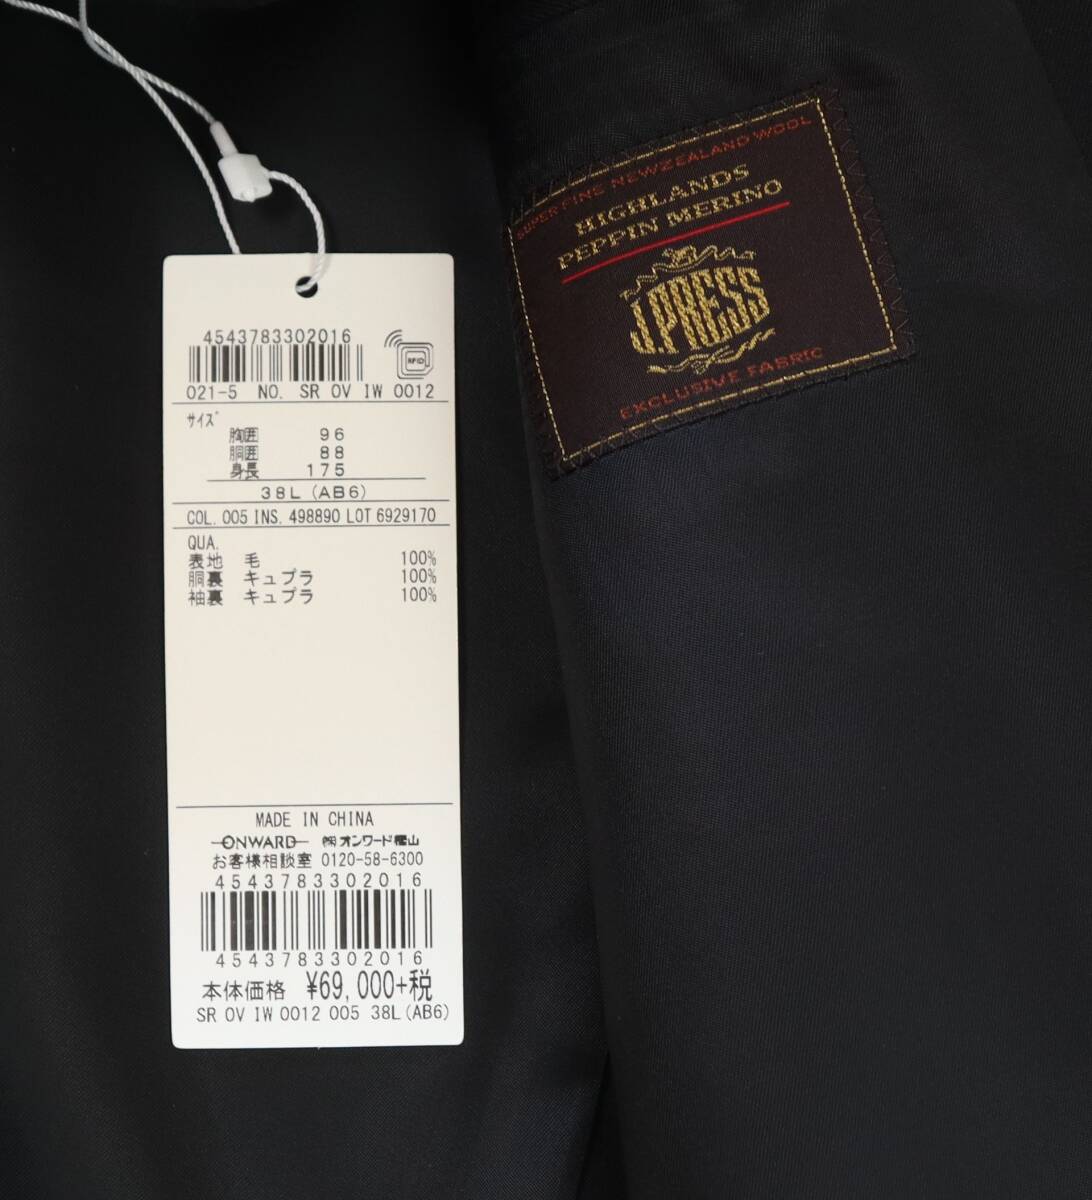 4543783302016
RFID
021-5 NO. SR OV IW 0012
サイズ
胸囲 96
胴囲 88
身長 175
38L (AB6)
COL. 005 INS. 498890 LOT 6929170
QUA.
表地 毛 100%
胴裏 キュプラ 100%
袖裏 キュプラ 100%
MADE IN CHINA
ONWARD ㈱オンワード樫山
お客様相談室 0120-58-6300
4543783302016
4543783302016
本体価格 ¥69,000+税
SR OV IW 0012 005 38L (AB6)
SUPER FINE NEWZEALAND WOOL
HIGHLANDS
PEPPIN MERINO
J.PRESS
EXCLUSIVE FABRIC